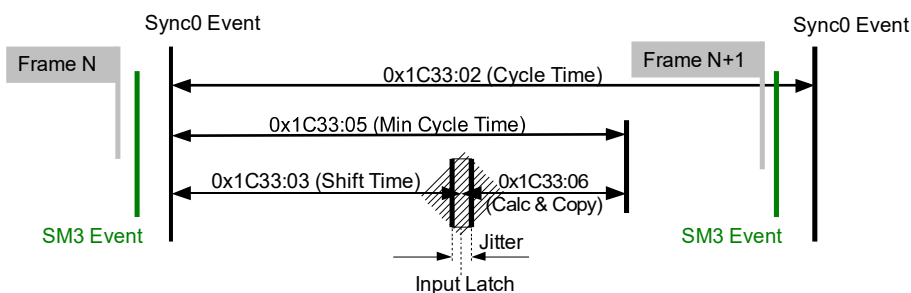 Sync0 Event
Sync0 Event
Frame N
Frame N+1
0x1C33:02 (Cycle Time)
0x1C33:05 (Min Cycle Time)
0x1C33:03 (Shift Time)
0x1C33:06
(Calc & Copy)
SM3 Event
SM3 Event
Jitter
Input Latch